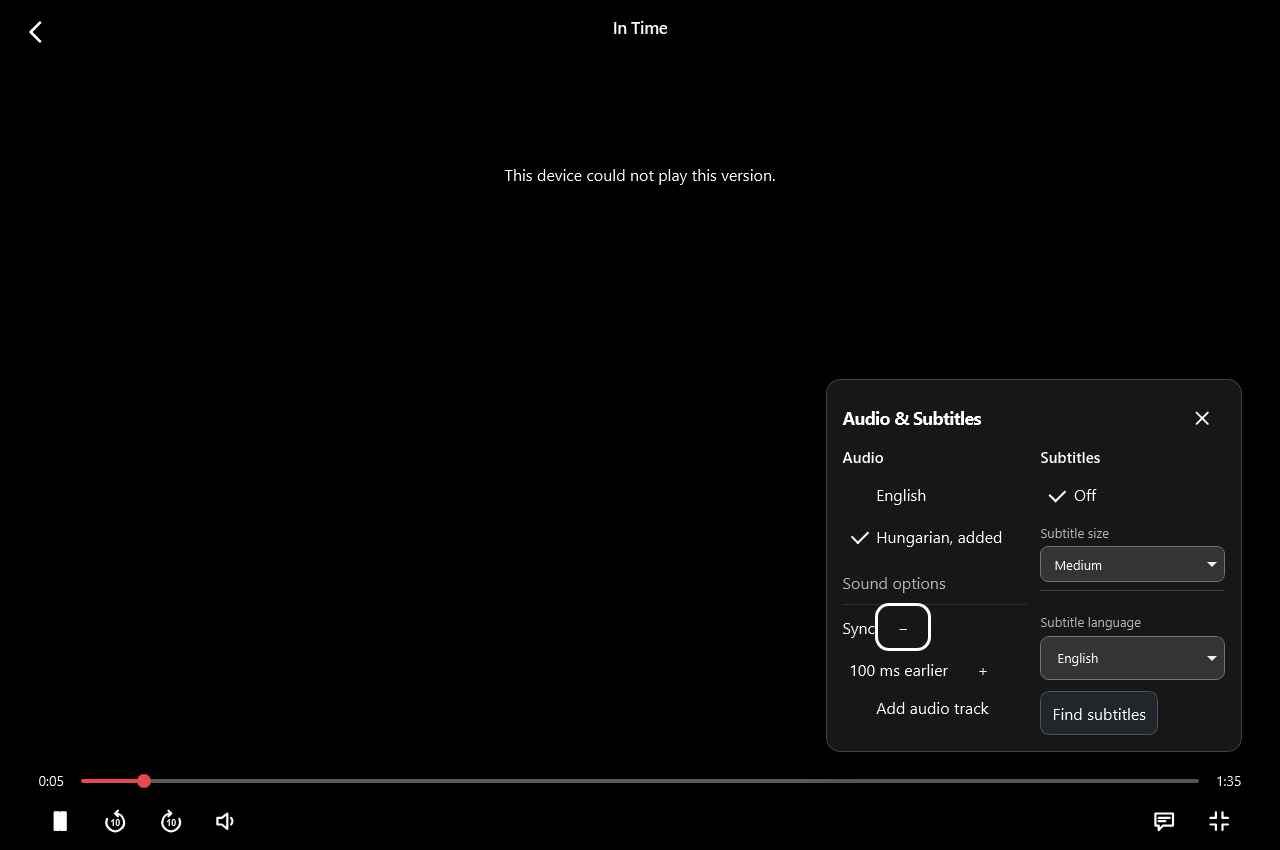 In Time
This device could not play this version.
Audio & Subtitles
Audio
English
Hungarian, added
Sound options
Sync –
100 ms earlier +
Add audio track
Subtitles
Off
Subtitle size
Medium
Subtitle language
English
Find subtitles
0:05
1:35
10
10